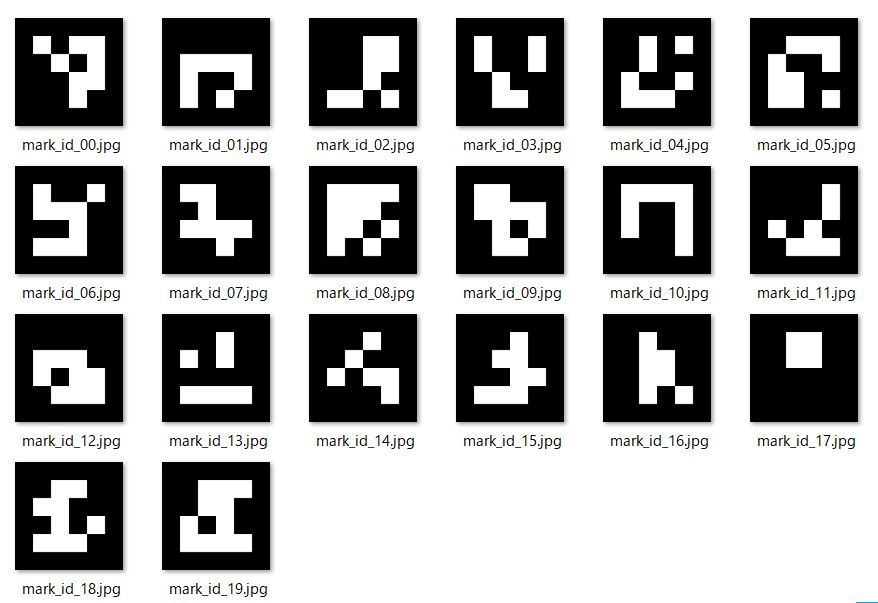 mark_id_00.jpg mark_id_01.jpg mark_id_02.jpg mark_id_03.jpg mark_id_04.jpg mark_id_05.jpg
mark_id_06.jpg mark_id_07.jpg mark_id_08.jpg mark_id_09.jpg mark_id_10.jpg mark_id_11.jpg
mark_id_12.jpg mark_id_13.jpg mark_id_14.jpg mark_id_15.jpg mark_id_16.jpg mark_id_17.jpg
mark_id_18.jpg mark_id_19.jpg